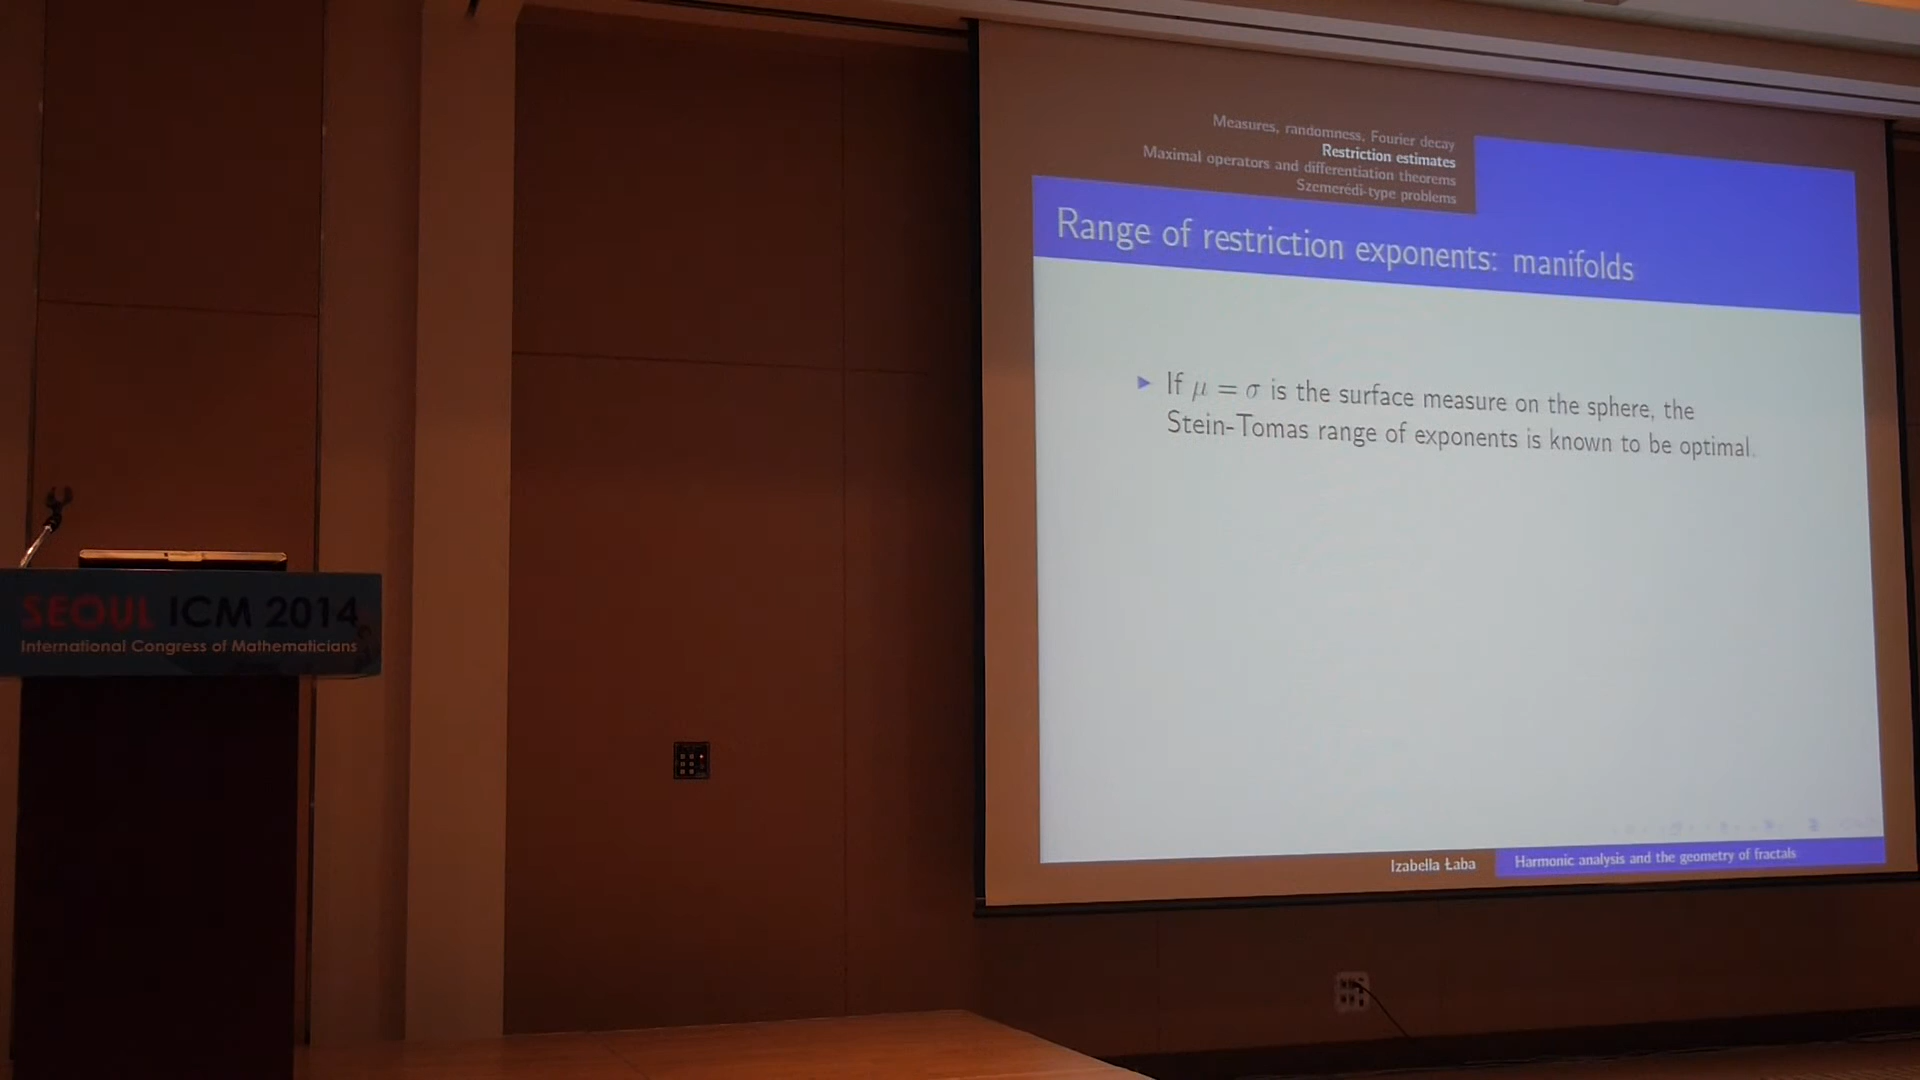 Measures, randomness, Fourier decay
Restriction estimates
Maximal operators and differentiation theorems
Szemerédi-type problems
Range of restriction exponents: manifolds
► If μ = σ is the surface measure on the sphere, the
Stein-Tomas range of exponents is known to be optimal.
Izabella Łaba
Harmonic analysis and the geometry of fractals
SEOUL ICM 2014
International Congress of Mathematicians